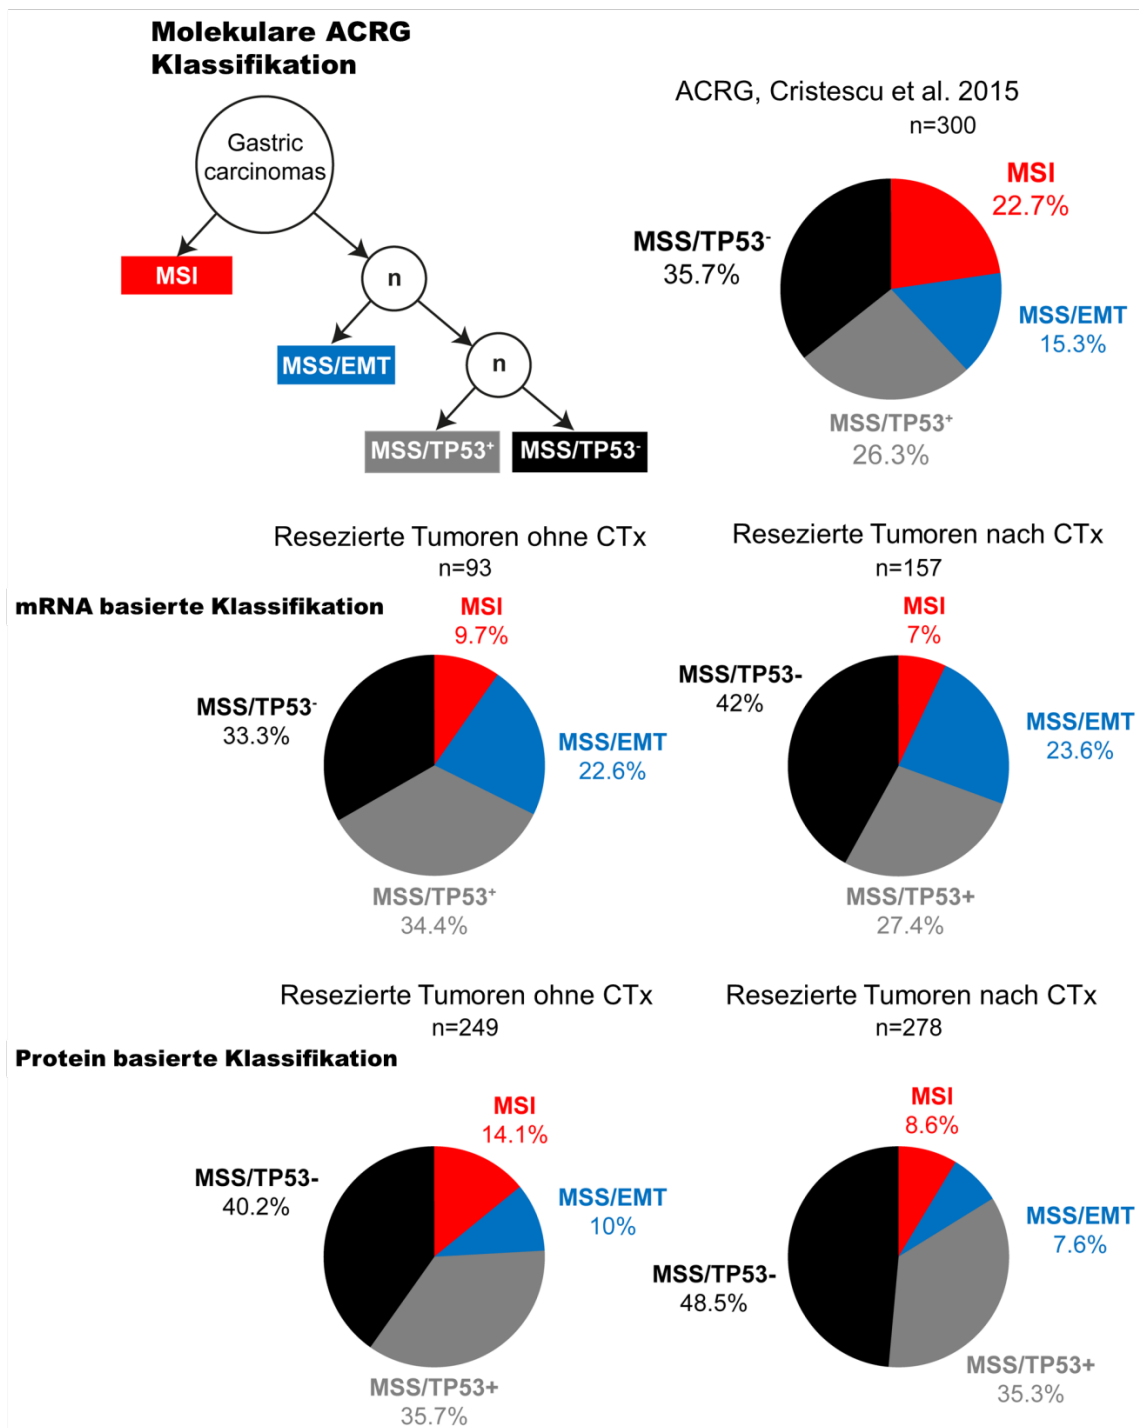 Molekulare ACRG
Klassifikation
Gastric
carcinomas
MSI
n
MSS/EMT
n
MSS/TP53⁺
MSS/TP53⁻
ACRG, Cristescu et al. 2015
n=300
MSI
22.7%
MSS/TP53⁻
35.7%
MSS/EMT
15.3%
MSS/TP53⁺
26.3%
Resezierte Tumoren ohne CTx
n=93
Resezierte Tumoren nach CTx
n=157
mRNA basierte Klassifikation
MSI
9.7%
MSS/TP53⁻
33.3%
MSS/EMT
22.6%
MSS/TP53⁺
34.4%
MSI
7%
MSS/TP53-
42%
MSS/EMT
23.6%
MSS/TP53+
27.4%
Resezierte Tumoren ohne CTx
n=249
Resezierte Tumoren nach CTx
n=278
Protein basierte Klassifikation
MSI
14.1%
MSS/TP53-
40.2%
MSS/EMT
10%
MSS/TP53+
35.7%
MSI
8.6%
MSS/EMT
7.6%
MSS/TP53-
48.5%
MSS/TP53+
35.3%